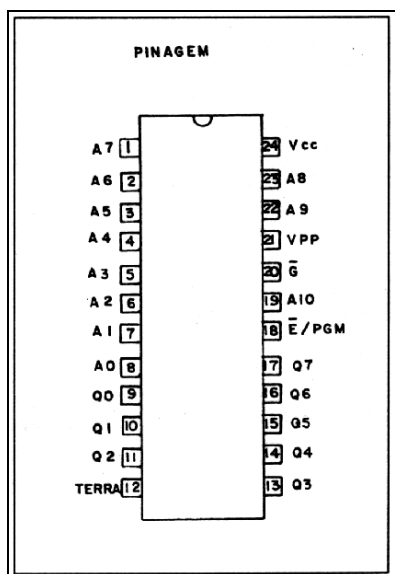 PINAGEM
A7 1 24 Vcc
A6 2 23 A8
A5 3 22 A9
A4 4 21 VPP
A3 5 20 G̅
A2 6 19 A10
A1 7 18 E̅/PGM
A0 8 17 Q7
Q0 9 16 Q6
Q1 10 15 Q5
Q2 11 14 Q4
TERRA 12 13 Q3